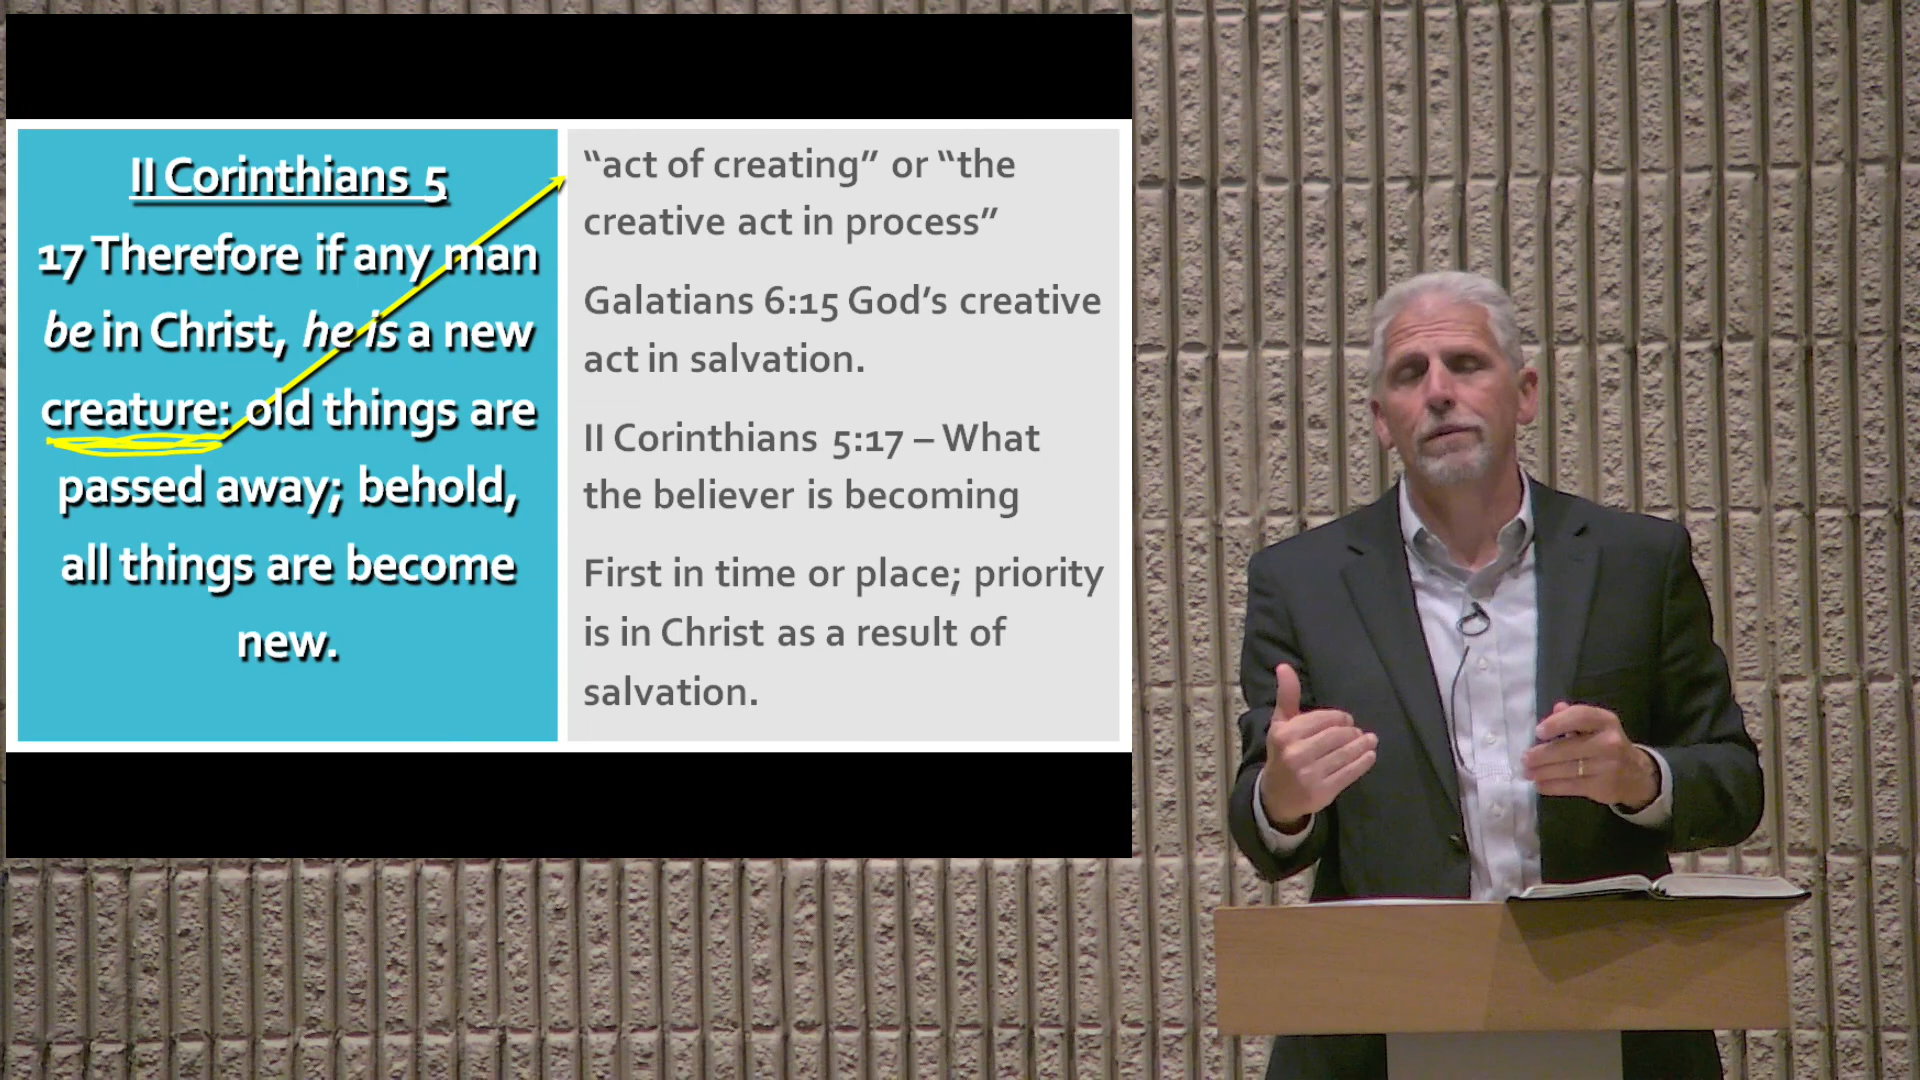 II Corinthians 5
17 Therefore if any man
be in Christ, he is a new
creature: old things are
passed away; behold,
all things are become
new.
“act of creating” or “the
creative act in process”
Galatians 6:15 God’s creative
act in salvation.
II Corinthians 5:17 – What
the believer is becoming
First in time or place; priority
is in Christ as a result of
salvation.